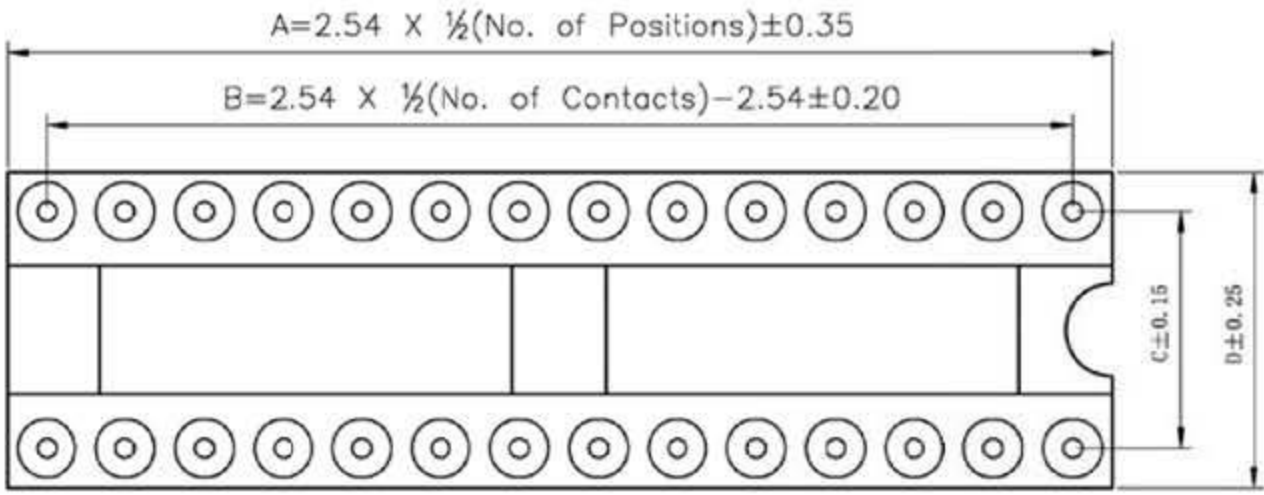 A=2.54 X ½(No. of Positions)±0.35
B=2.54 X ½(No. of Contacts)−2.54±0.20
C±0.15
D±0.25